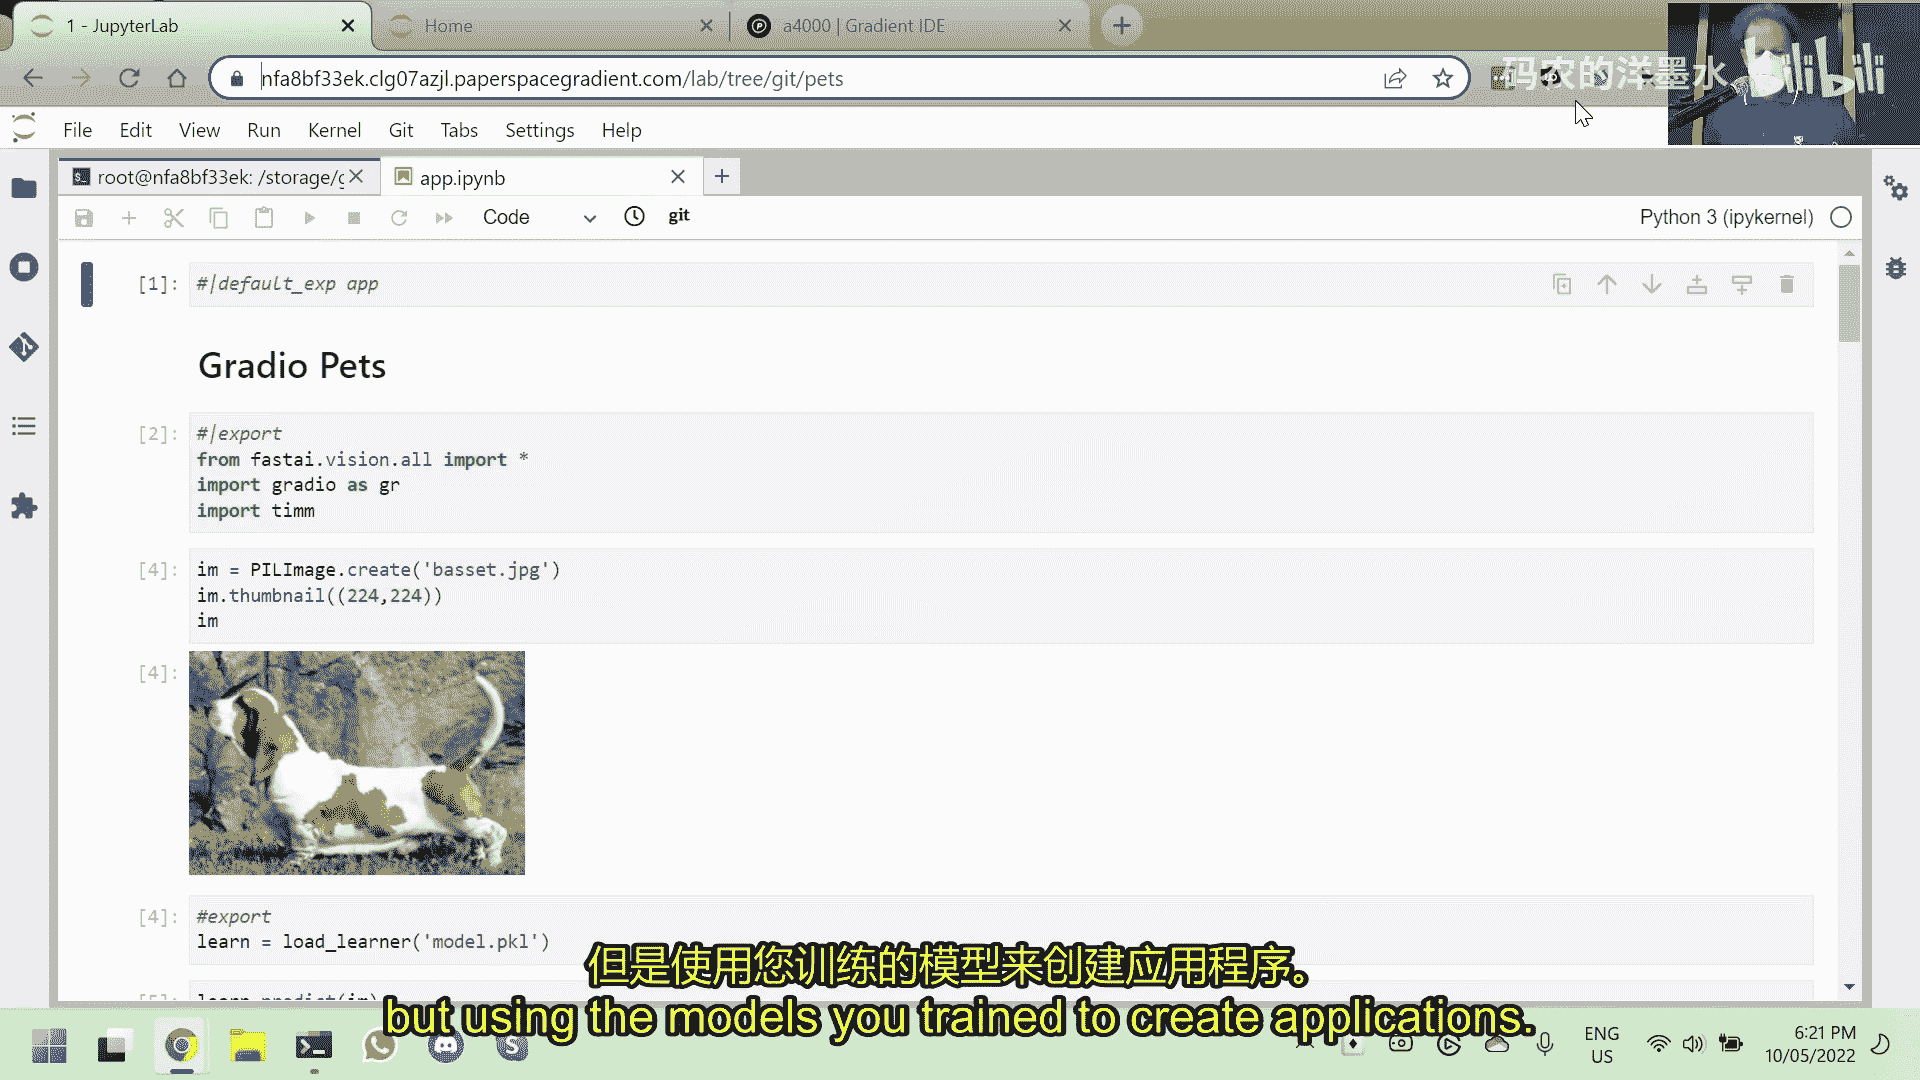 1 - JupyterLab
Home
a4000 | Gradient IDE
nfa8bf33ek.clg07azjl.paperspacegradient.com/lab/tree/git/pets
码农的洋墨水
bilibili
File Edit View Run Kernel Git Tabs Settings Help
root@nfa8bf33ek: /storage/g
app.ipynb
Code
git
Python 3 (ipykernel)
[1]: #|default_exp app
Gradio Pets
[2]: #|export
from fastai.vision.all import *
import gradio as gr
import timm
[4]: im = PILImage.create('basset.jpg')
im.thumbnail((224,224))
im
[4]:
[4]: #export
learn = load_learner('model.pkl')
learn.predict(im)
但是使用您训练的模型来创建应用程序。
but using the models you trained to create applications.
ENG
US
6:21 PM
10/05/2022